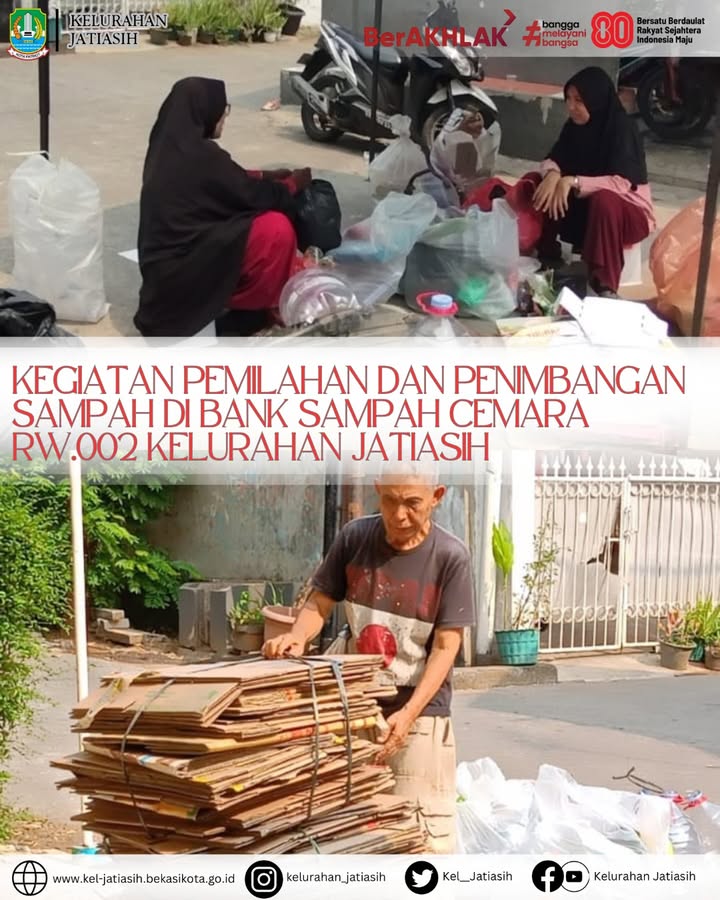 KELURAHAN
JATIASIH
BerAKHLAK
#bangga
melayani
bangsa
80
Bersatu Berdaulat
Rakyat Sejahtera
Indonesia Maju
KEGIATAN PEMILAHAN DAN PENIMBANGAN
SAMPAH DI BANK SAMPAH CEMARA
RW.002 KELURAHAN JATIASIH
www.kel-jatiasih.bekasikota.go.id
kelurahan_jatiasih
Kel__Jatiasih
Kelurahan Jatiasih